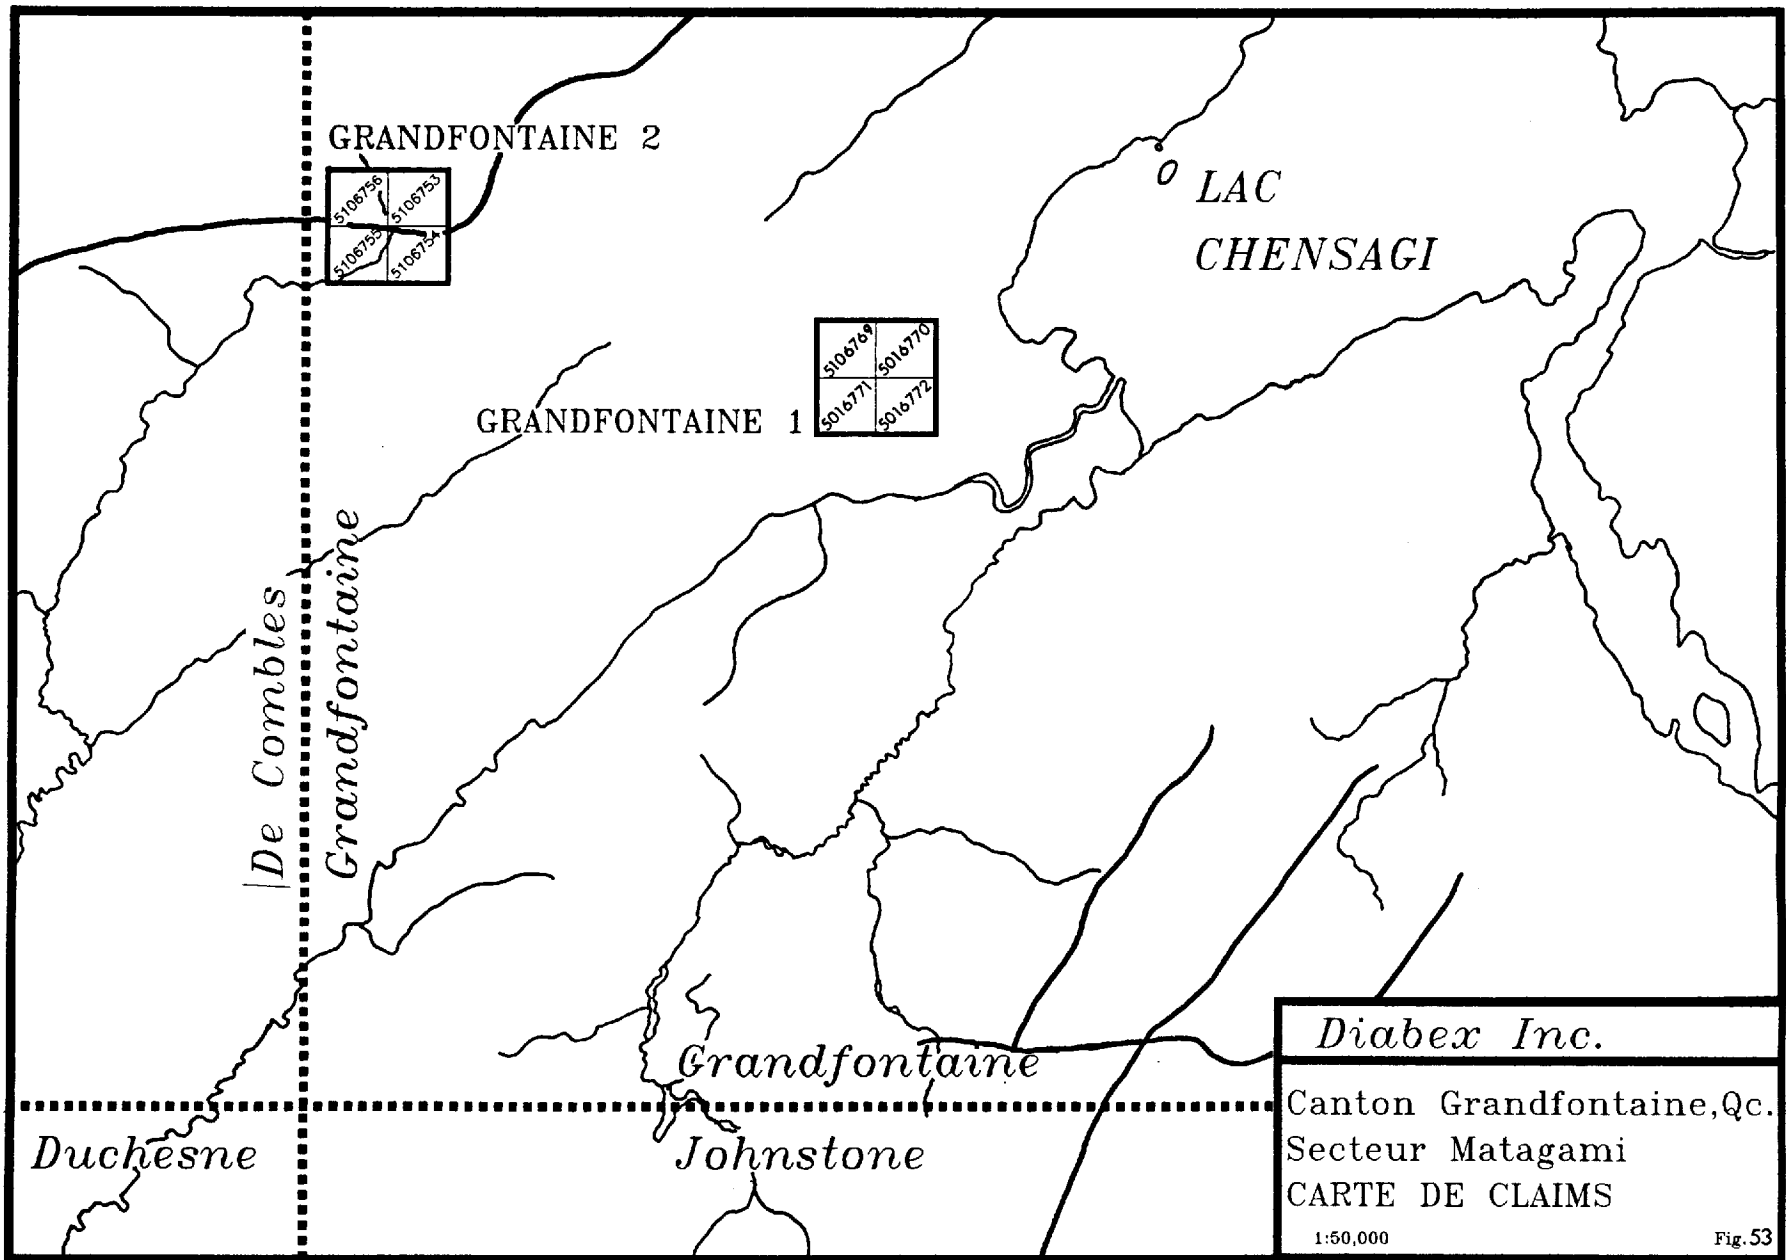 GRANDFONTAINE 2
5106756
5106753
5106755
5106754
LAC
CHENSAGI
5106769
5016770
5016771
5016772
GRANDFONTAINE 1
De Combles
Grandfontaine
Grandfontaine
Duchesne
Johnstone
Diabex Inc.
Canton Grandfontaine,Qc.
Secteur Matagami
CARTE DE CLAIMS
1:50,000
Fig.53